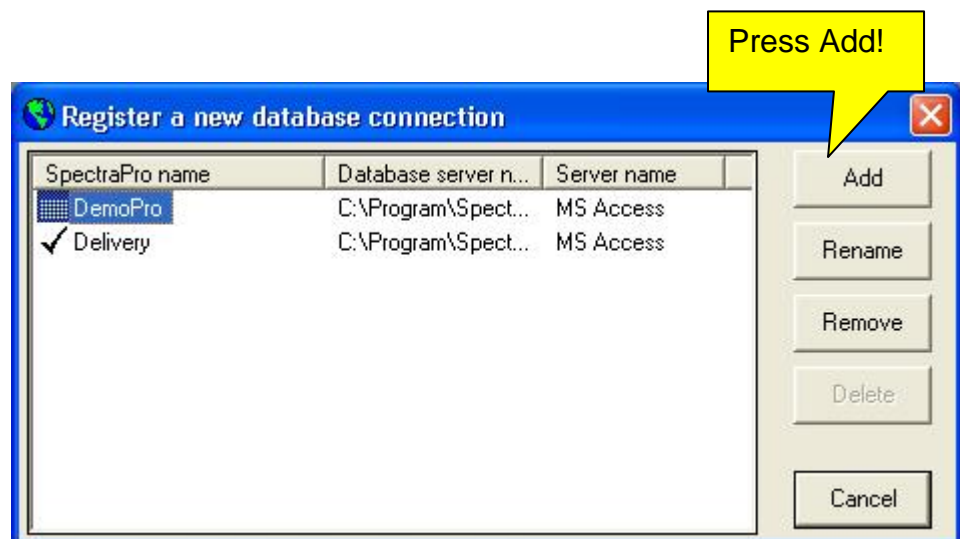 Press Add!
Register a new database connection
SpectraPro name Database server n... Server name
DemoPro C:\Program\Spect... MS Access
Delivery C:\Program\Spect... MS Access
Add
Rename
Remove
Delete
Cancel